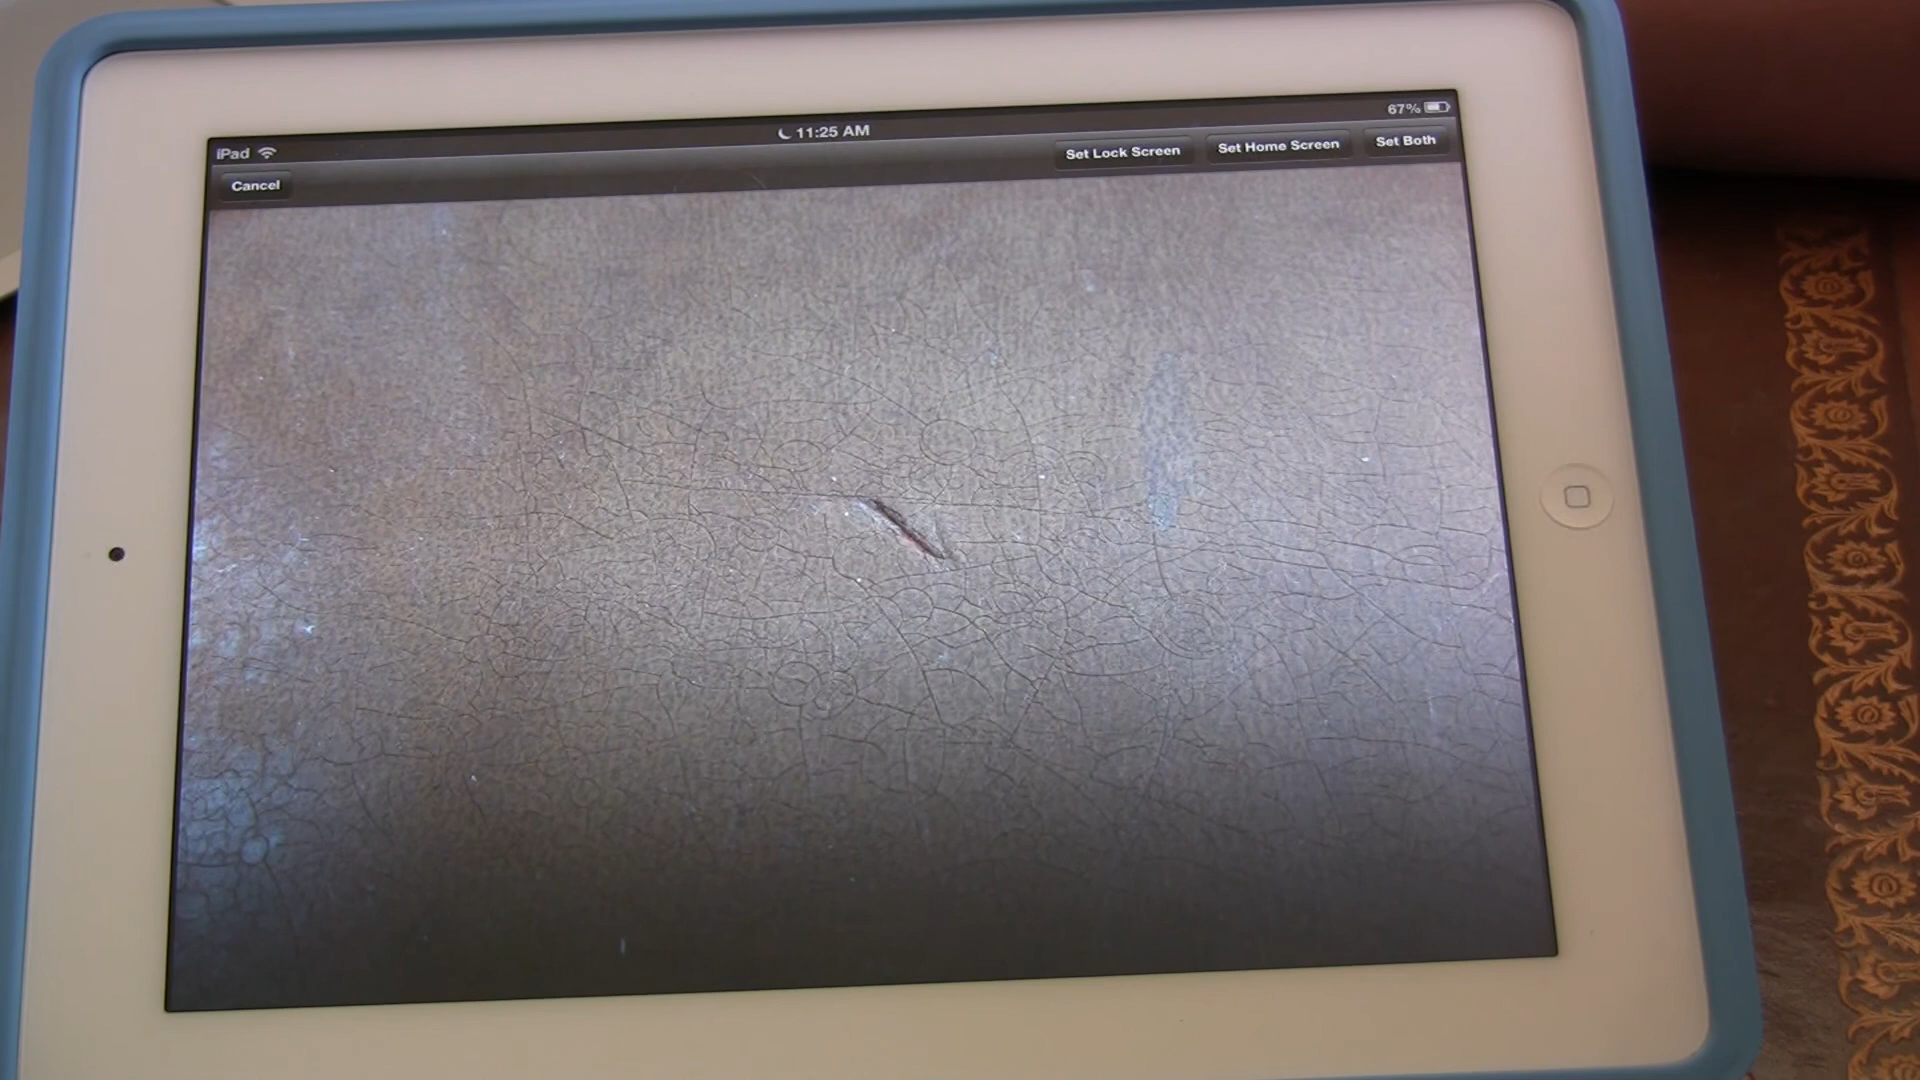 iPad
11:25 AM
67%
Cancel
Set Lock Screen
Set Home Screen
Set Both